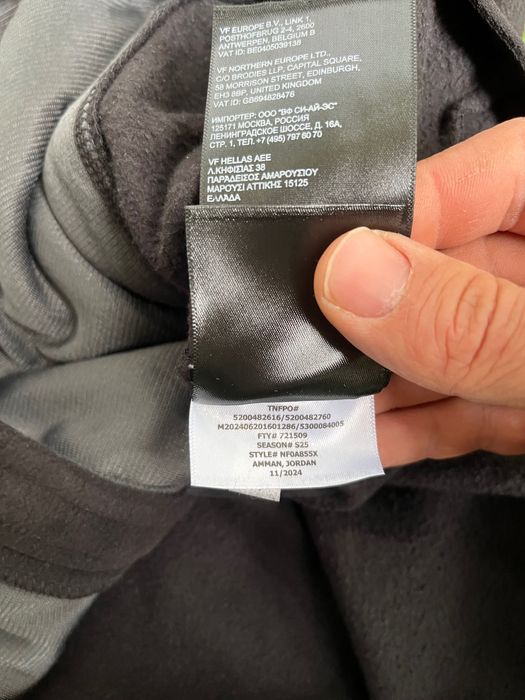 VF EUROPE B.V., LINK 1,
POSTHOFBRUG 2-4, 2600
ANTWERPEN, BELGIUM B
VAT ID: BE0405039138
VF NORTHERN EUROPE LTD.,
C/O BRODIES LLP, CAPITAL SQUARE,
58 MORRISON STREET, EDINBURGH,
EH3 8BP, UNITED KINGDOM
VAT ID: GB694828476
ИМПОРТЕР: ООО "ВФ СИ-АЙ-ЭС"
125171 МОСКВА, РОССИЯ
ЛЕНИНГРАДСКОЕ ШОССЕ, Д. 16А,
СТР. 1, ТЕЛ. +7 (495) 797 60 70
VF HELLAS AEE
Λ.ΚΗΦΙΣΙΑΣ 38
ΠΑΡΆΔΕΙΣΟΣ ΑΜΑΡΟΥΣΙΟΥ
ΜΑΡΟΥΣΙ ΑΤΤΙΚΗΣ 15125
ΕΛΛΑΔΑ
TNFPO#
5200482616/5200482760
M202406201601286/5300084005
FTY# 721509
SEASON# S25
STYLE# NF0A855X
AMMAN, JORDAN
11/2024